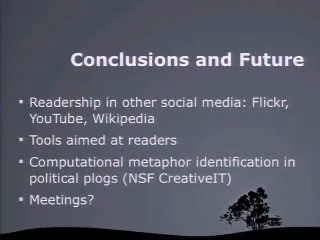 Conclusions and Future
▪ Readership in other social media: Flickr,
YouTube, Wikipedia
▪ Tools aimed at readers
▪ Computational metaphor identification in
political plogs (NSF CreativeIT)
▪ Meetings?